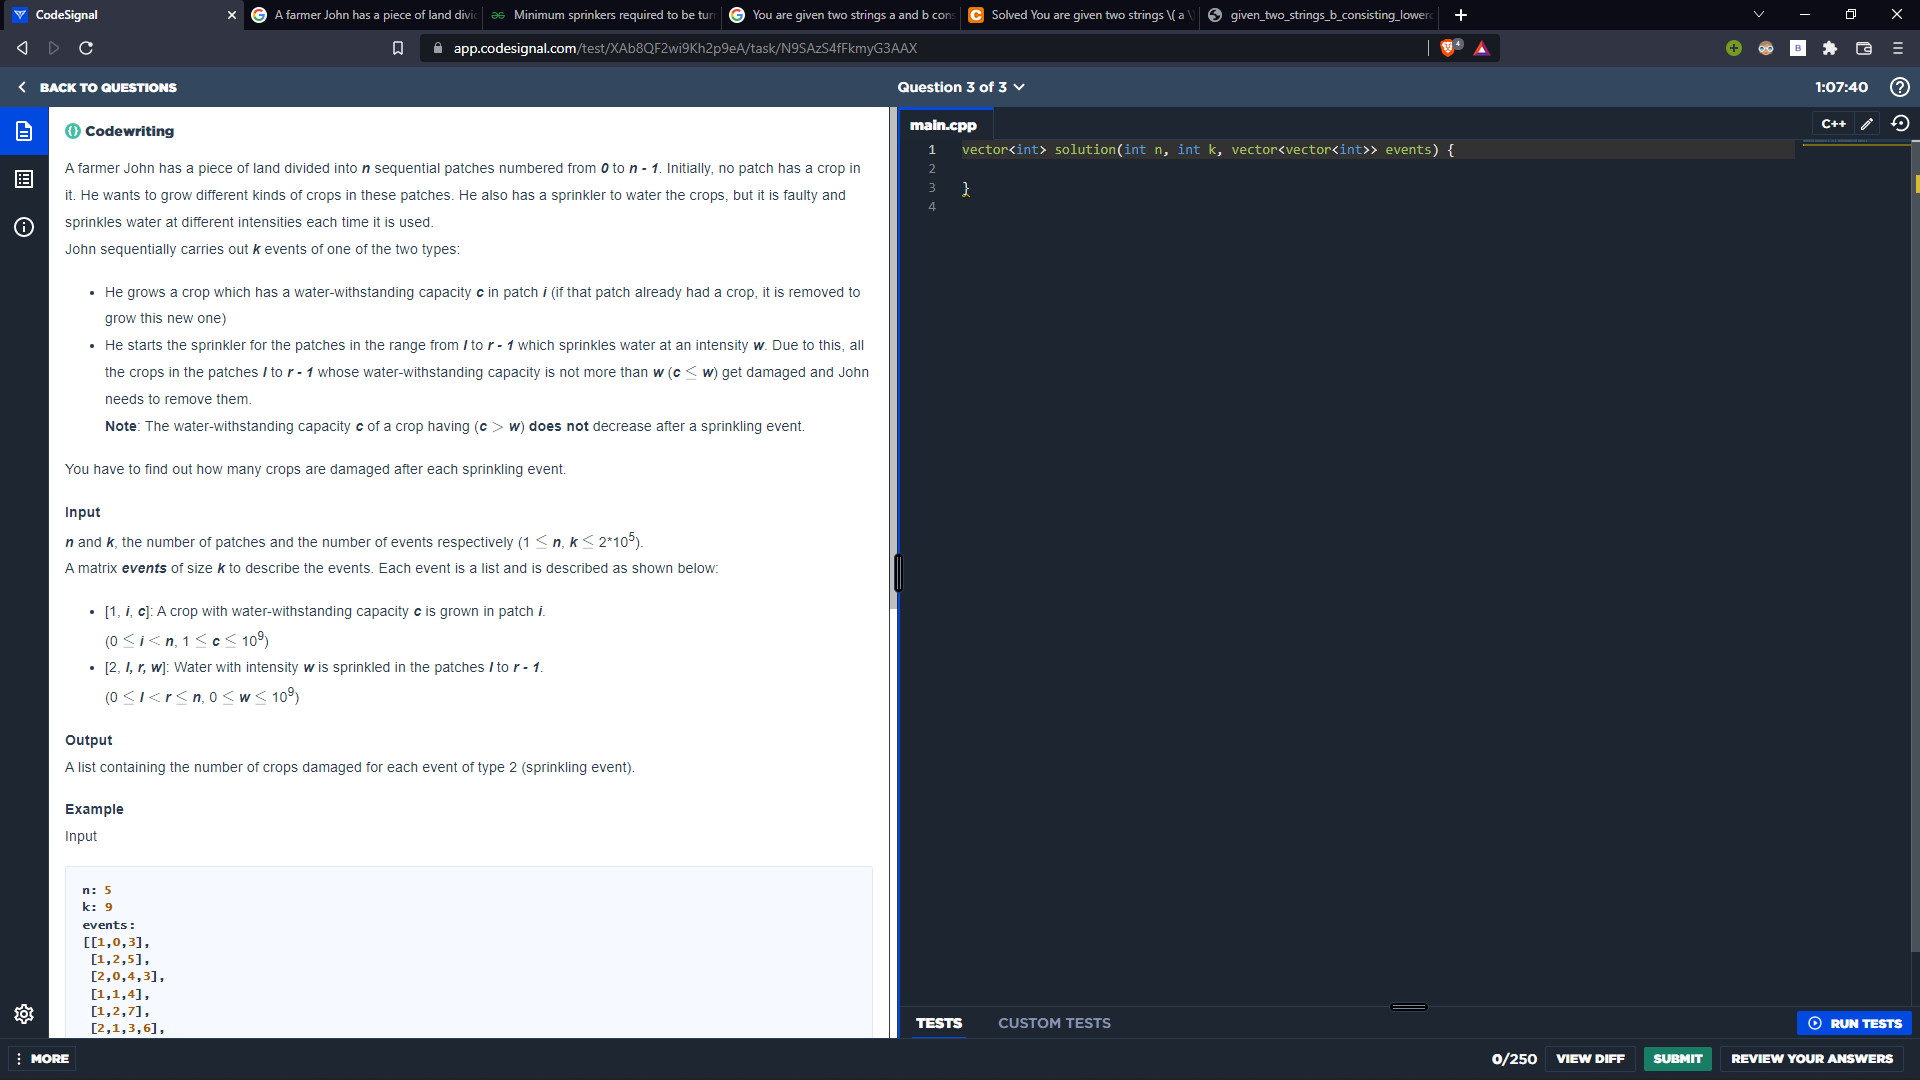 CodeSignal
A farmer John has a piece of land divid
Minimum sprinkers required to be tur
You are given two strings a and b cons
Solved You are given two strings \( a \
given_two_strings_b_consisting_lowerc
app.codesignal.com/test/XAb8QF2wi9Kh2p9eA/task/N9SAzS4fFkmyG3AAX
4
B
BACK TO QUESTIONS
Question 3 of 3
1:07:40
Codewriting
A farmer John has a piece of land divided into n sequential patches numbered from 0 to n - 1. Initially, no patch has a crop in
it. He wants to grow different kinds of crops in these patches. He also has a sprinkler to water the crops, but it is faulty and
sprinkles water at different intensities each time it is used.
John sequentially carries out k events of one of the two types:
• He grows a crop which has a water-withstanding capacity c in patch i (if that patch already had a crop, it is removed to
grow this new one)
• He starts the sprinkler for the patches in the range from l to r - 1 which sprinkles water at an intensity w. Due to this, all
the crops in the patches l to r - 1 whose water-withstanding capacity is not more than w (c ≤ w) get damaged and John
needs to remove them.
Note: The water-withstanding capacity c of a crop having (c > w) does not decrease after a sprinkling event.
You have to find out how many crops are damaged after each sprinkling event.
Input
n and k, the number of patches and the number of events respectively (1 ≤ n, k ≤ 2*10^5).
A matrix events of size k to describe the events. Each event is a list and is described as shown below:
• [1, i, c]: A crop with water-withstanding capacity c is grown in patch i.
(0 ≤ i < n, 1 ≤ c ≤ 10^9)
• [2, l, r, w]: Water with intensity w is sprinkled in the patches l to r - 1.
(0 ≤ l < r ≤ n, 0 ≤ w ≤ 10^9)
Output
A list containing the number of crops damaged for each event of type 2 (sprinkling event).
Example
Input
n: 5
k: 9
events:
[[1,0,3],
[1,2,5],
[2,0,4,3],
[1,1,4],
[1,2,7],
[2,1,3,6],
MORE
main.cpp
C++
1 vector<int> solution(int n, int k, vector<vector<int>> events) {
2
3 }
4
TESTS
CUSTOM TESTS
RUN TESTS
0/250
VIEW DIFF
SUBMIT
REVIEW YOUR ANSWERS